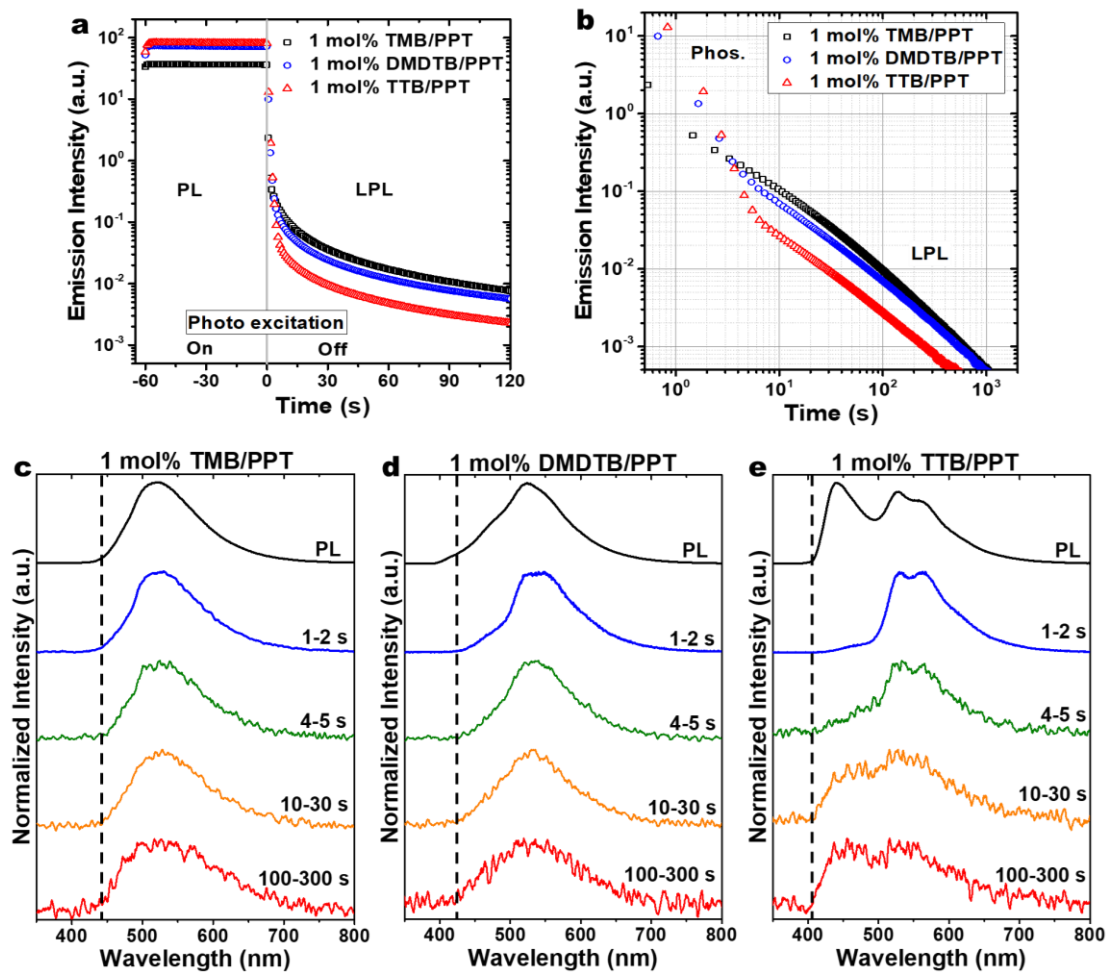 a
1 mol% TMB/PPT
1 mol% DMDTB/PPT
1 mol% TTB/PPT
PL
LPL
Photo excitation
On
Off
Emission Intensity (a.u.)
10²
10¹
10⁰
10⁻¹
10⁻²
10⁻³
-60 -30 0 30 60 90 120
Time (s)
b
Phos.
1 mol% TMB/PPT
1 mol% DMDTB/PPT
1 mol% TTB/PPT
LPL
Emission Intensity (a.u.)
10¹
10⁰
10⁻¹
10⁻²
10⁻³
10⁰ 10¹ 10² 10³
Time (s)
c
1 mol% TMB/PPT
PL
1-2 s
4-5 s
10-30 s
100-300 s
Normalized Intensity (a.u.)
400 500 600 700 800
Wavelength (nm)
d
1 mol% DMDTB/PPT
PL
1-2 s
4-5 s
10-30 s
100-300 s
Normalized Intensity (a.u.)
400 500 600 700 800
Wavelength (nm)
e
1 mol% TTB/PPT
PL
1-2 s
4-5 s
10-30 s
100-300 s
Normalized Intensity (a.u.)
400 500 600 700 800
Wavelength (nm)